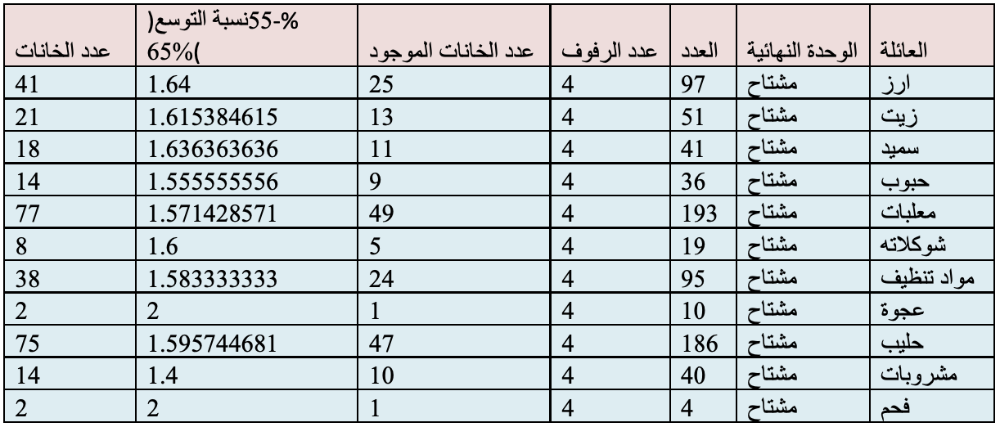 العائلة الوحدة النهائية العدد عدد الرفوف عدد الخانات الموجود %-55نسبة التوسع( )65% عدد الخانات
ارز مشتاح 97 4 25 1.64 41
زيت مشتاح 51 4 13 1.615384615 21
سميد مشتاح 41 4 11 1.636363636 18
حبوب مشتاح 36 4 9 1.555555556 14
معلبات مشتاح 193 4 49 1.571428571 77
شوكلاته مشتاح 19 4 5 1.6 8
مواد تنظيف مشتاح 95 4 24 1.583333333 38
عجوة مشتاح 10 4 1 2 2
حليب مشتاح 186 4 47 1.595744681 75
مشروبات مشتاح 40 4 10 1.4 14
فحم مشتاح 4 4 1 2 2